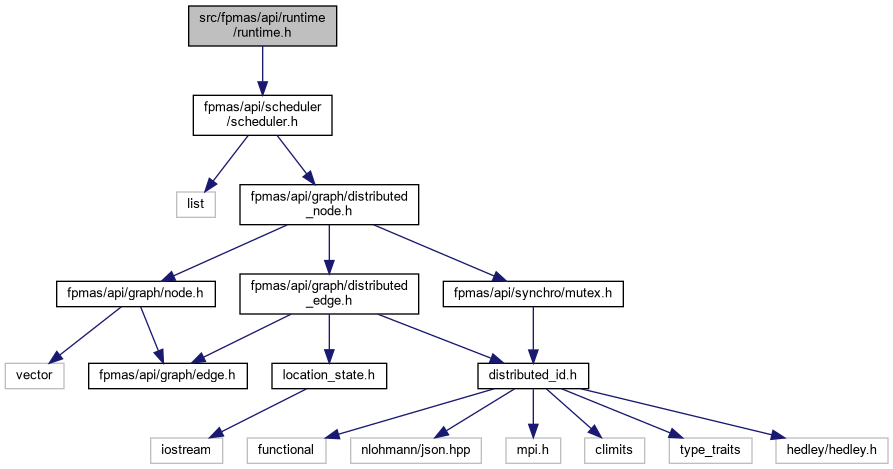 src/fpmas/api/runtime
/runtime.h
fpmas/api/scheduler
/scheduler.h
list
fpmas/api/graph/distributed
_node.h
fpmas/api/graph/node.h
fpmas/api/graph/distributed
_edge.h
fpmas/api/synchro/mutex.h
vector
fpmas/api/graph/edge.h
location_state.h
distributed_id.h
iostream
functional
nlohmann/json.hpp
mpi.h
climits
type_traits
hedley/hedley.h